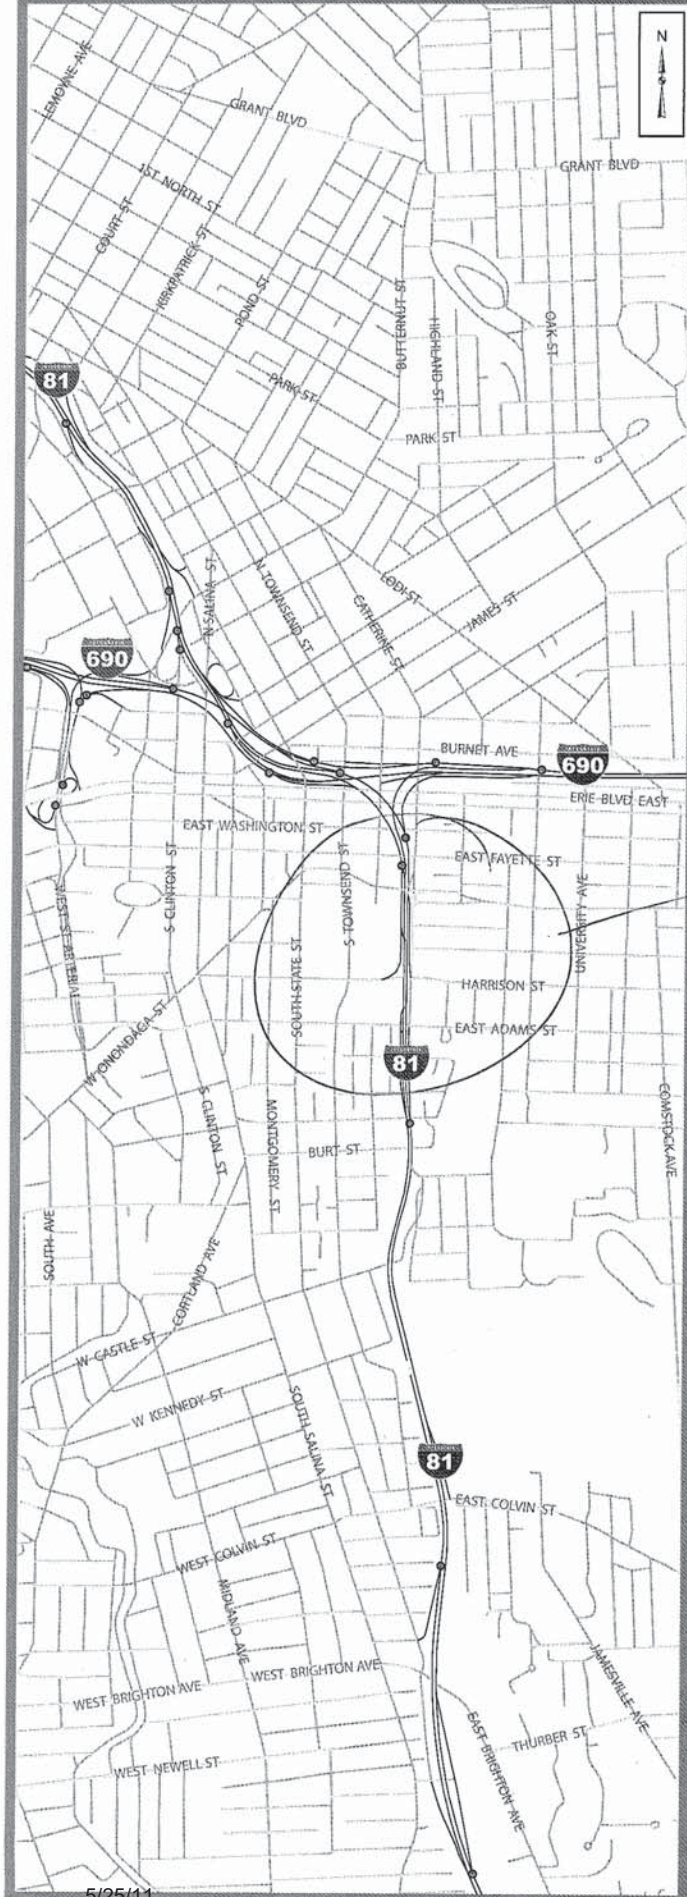 N
LEMOYNE AVE
GRANT BLVD
GRANT BLVD
1ST NORTH ST
COURT ST
KIRKPATRICK ST
POND ST
BUTTERNUT ST
HIGHLAND ST
OAK ST
81
PARK ST
PARK ST
N SALINA ST
N TOWNSEND ST
LODI ST
CATHERINE ST
JAMES ST
690
BURNET AVE
690
ERIE BLVD EAST
EAST WASHINGTON ST
EAST FAYETTE ST
S CLINTON ST
S TOWNSEND ST
WEST ST ARTERIAL
SOUTH STATE ST
UNIVERSITY AVE
HARRISON ST
EAST ADAMS ST
W ONONDAGA ST
81
S CLINTON ST
MONTGOMERY ST
COMSTOCK AVE
BURT ST
SOUTH AVE
CORTLAND AVE
W CASTLE ST
W KENNEDY ST
SOUTH SALINA ST
81
EAST COLVIN ST
WEST COLVIN ST
MIDLAND AVE
WEST BRIGHTON AVE
WEST BRIGHTON AVE
JAMESVILLE AVE
EAST BRIGHTON AVE
THURBER ST
WEST NEWELL ST
5/25/11